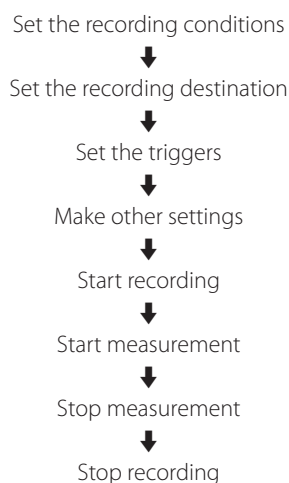 Set the recording conditions
Set the recording destination
Set the triggers
Make other settings
Start recording
Start measurement
Stop measurement
Stop recording